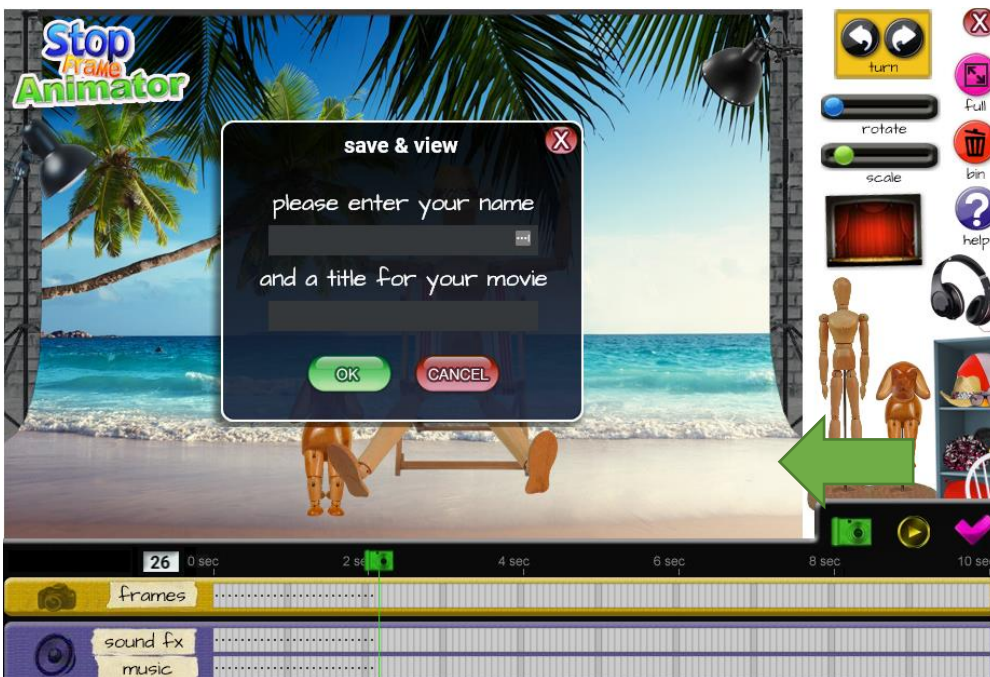 Stop
Frame
Animator
save & view
X
please enter your name
and a title for your movie
OK
CANCEL
turn
rotate
scale
X
full
bin
?
help
26
0 sec
2 se
4 sec
6 sec
8 sec
10 se
frames
sound fx
music